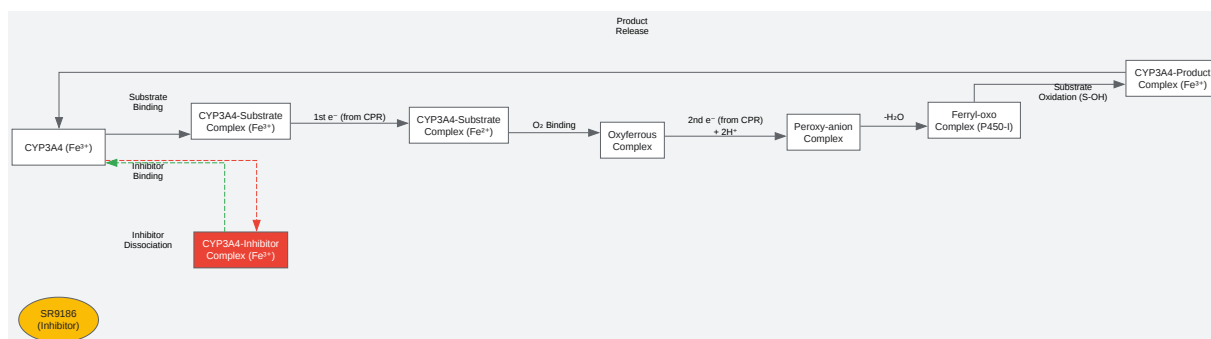 Product
Release
CYP3A4-Product
Complex (Fe³⁺)
Substrate
Oxidation (S-OH)
Substrate
Binding
CYP3A4-Substrate
Complex (Fe³⁺)
1st e⁻ (from CPR)
CYP3A4-Substrate
Complex (Fe²⁺)
O₂ Binding
Oxyferrous
Complex
2nd e⁻ (from CPR)
+ 2H⁺
Peroxy-anion
Complex
-H₂O
Ferryl-oxo
Complex (P450-I)
CYP3A4 (Fe³⁺)
Inhibitor
Binding
Inhibitor
Dissociation
CYP3A4-Inhibitor
Complex (Fe³⁺)
SR9186
(Inhibitor)